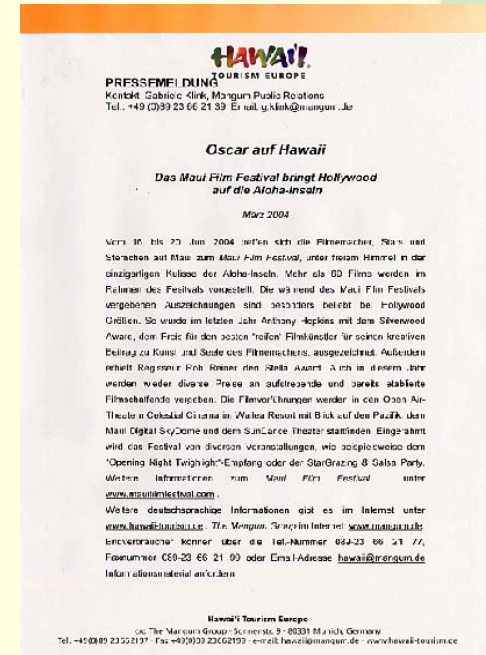 HAWAI'I
TOURISM EUROPE
PRESSEMELDUNG
Kontakt: Gabriele Klink, Mangum Public Relations
Tel.: +49 (0)89 23 66 21 39 Email: g.klink@mangum.de
Oscar auf Hawaii
Das Maui Film Festival bringt Hollywood
auf die Aloha-Inseln
März 2004
Vom 16. bis 20. Juni 2004 treffen sich die Filmemacher, Stars und
Sternchen auf Maui zum Maui Film Festival, unter freiem Himmel in der
einzigartigen Kulisse der Aloha-Inseln. Mehr als 60 Films werden im
Rahmen des Festivals vorgestellt. Die während des Maui Film Festivals
vergebenen Auszeichnungen sind besonders beliebt bei Hollywood
Größen. So wurde im letzten Jahr Anthony Hopkins mit dem Silverwood
Award, dem Preis für den besten "reifen" Filmkünstler für seinen kreativen
Beitrag zu Kunst und Seele des Filmemachens, ausgezeichnet. Außerdem
erhielt Regisseur Rob Reiner den Stella Award. Auch in diesem Jahr
werden wieder diverse Preise an aufstrebende und bereits etablierte
Filmschaffende vergeben. Die Filmvorführungen werden in den Open Air-
Theatern Celestial Cinema im Wailea Resort mit Blick auf den Pazifik, dem
Maui Digital SkyDome und dem SunDance Theater stattfinden. Eingerahmt
wird das Festival von diversen Veranstaltungen, wie beispielsweise dem
"Opening Night Twighlight"-Empfang oder der StarGrazing & Salsa Party.
Weitere Informationen zum Maui Film Festival unter
www.mauifilmfestival.com .
Weitere deutschsprachige Informationen gibt es im Internet unter
www.hawaii-tourism.de . The Mangum Group im Internet: www.mangum.de.
Endverbraucher können über die Tel.-Nummer 089-23 66 21 77,
Faxnummer 089-23 66 21 99 oder Email-Adresse hawaii@mangum.de
Informationsmaterial anfordern
Hawai'i Tourism Europe
c/o The Mangum Group - Sonnenstr. 9 - 80331 Munich, Germany
Tel. +49(0)89 23662197 - Fax +49(0)89 23662199 - e-mail: hawaii@mangum.de - www.hawaii-tourism.de